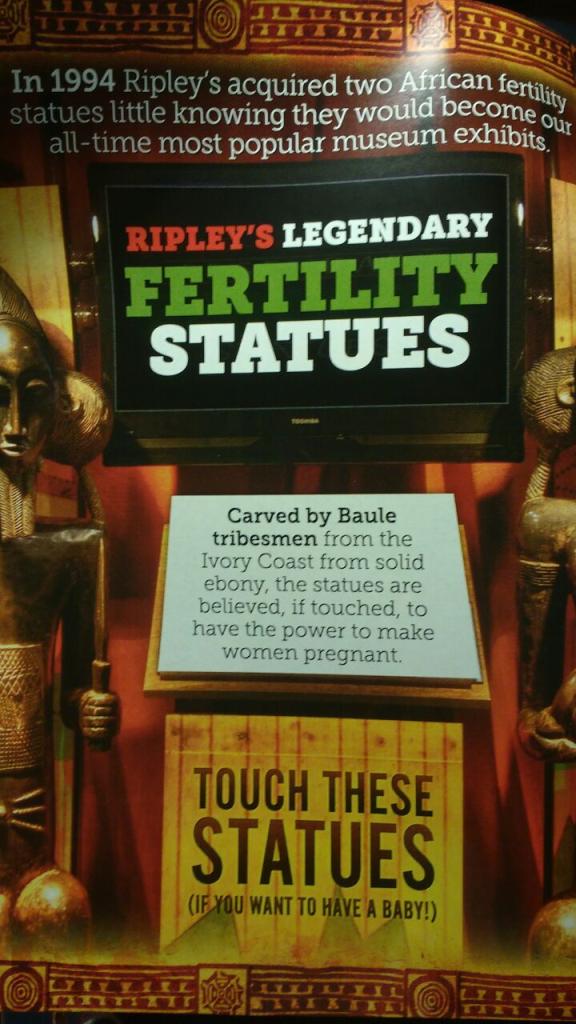 In 1994 Ripley's acquired two African fertility
statues little knowing they would become our
all-time most popular museum exhibits.
RIPLEY'S LEGENDARY
FERTILITY
STATUES
TOSHIBA
Carved by Baule
tribesmen from the
Ivory Coast from solid
ebony, the statues are
believed, if touched, to
have the power to make
women pregnant.
TOUCH THESE
STATUES
(IF YOU WANT TO HAVE A BABY!)